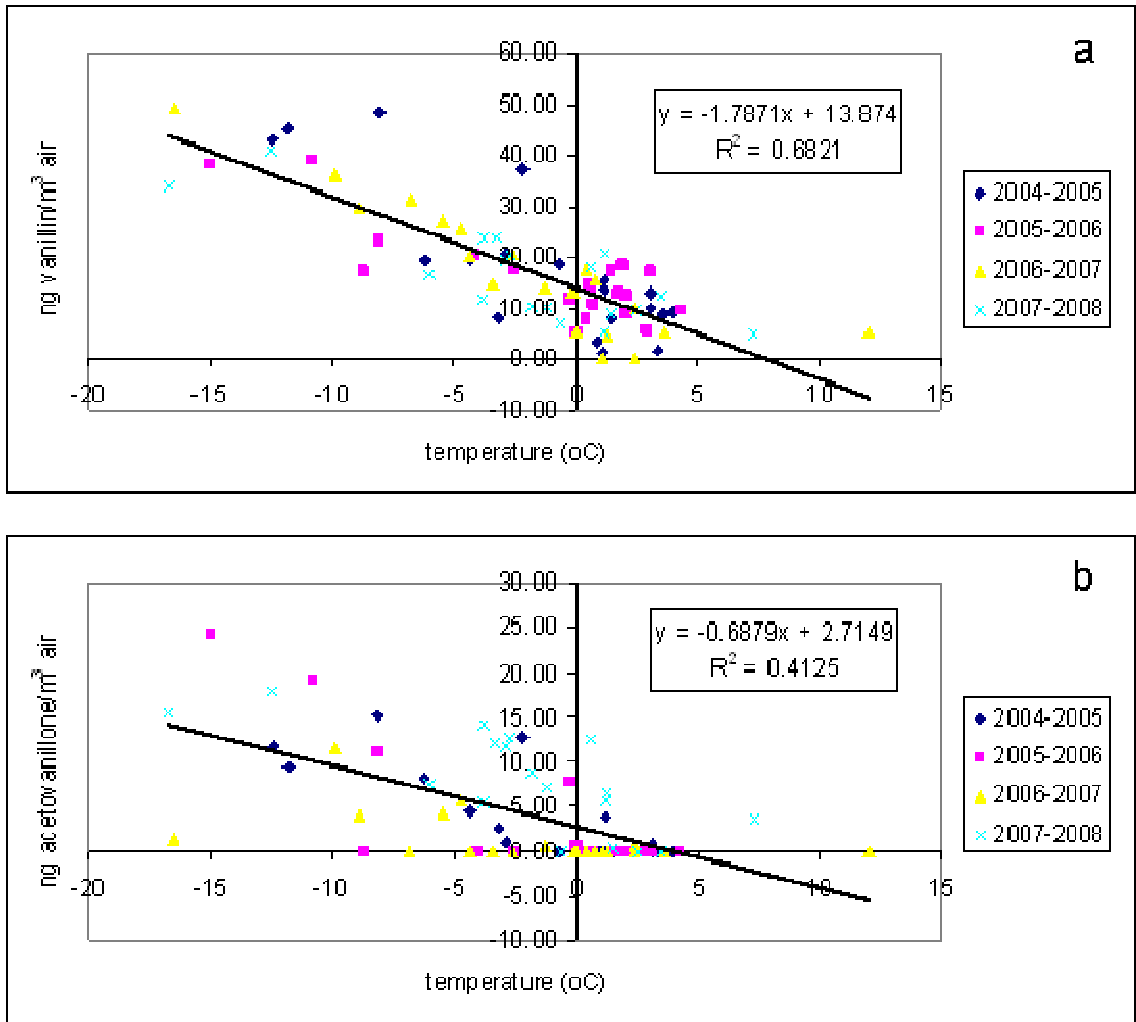 a
60.00
50.00
40.00
30.00
20.00
10.00
0.00
-10.00
-20 -15 -10 -5 0 5 10 15
ng vanillin/m³ air
temperature (oC)
y = -1.7871x + 13.874
R² = 0.6821
2004-2005
2005-2006
2006-2007
2007-2008
b
30.00
25.00
20.00
15.00
10.00
5.00
0.00
-5.00
-10.00
-20 -15 -10 -5 0 5 10 15
ng acetovanillone/m³ air
temperature (oC)
y = -0.6879x + 2.7149
R² = 0.4125
2004-2005
2005-2006
2006-2007
2007-2008